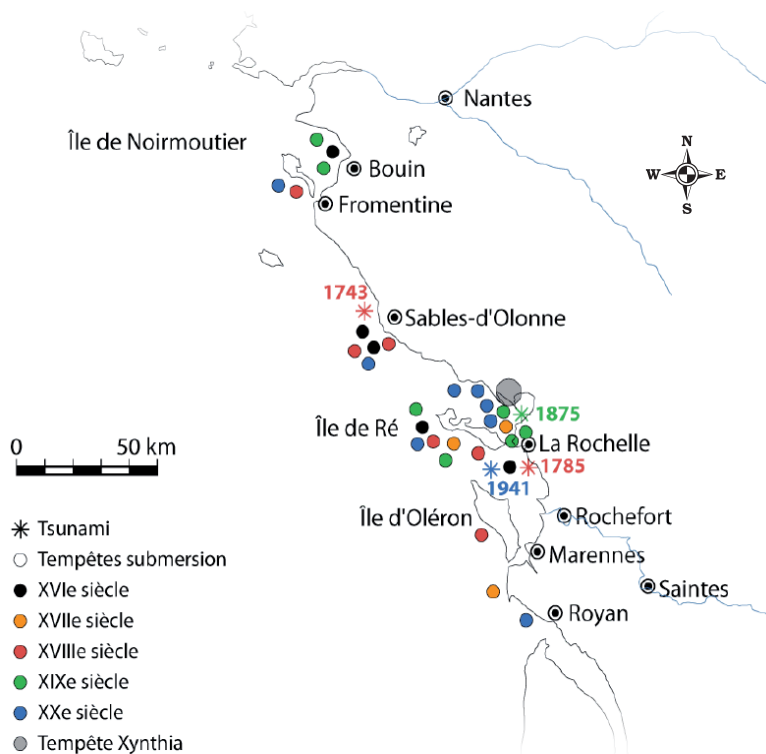 Nantes
Île de Noirmoutier
Bouin
Fromentine
N
W
E
S
1743
Sables-d'Olonne
1875
Île de Ré
La Rochelle
0 50 km
1785
1941
Île d'Oléron
Rochefort
Marennes
Saintes
Royan
Tsunami
Tempêtes submersion
XVIe siècle
XVIIe siècle
XVIIIe siècle
XIXe siècle
XXe siècle
Tempête Xynthia